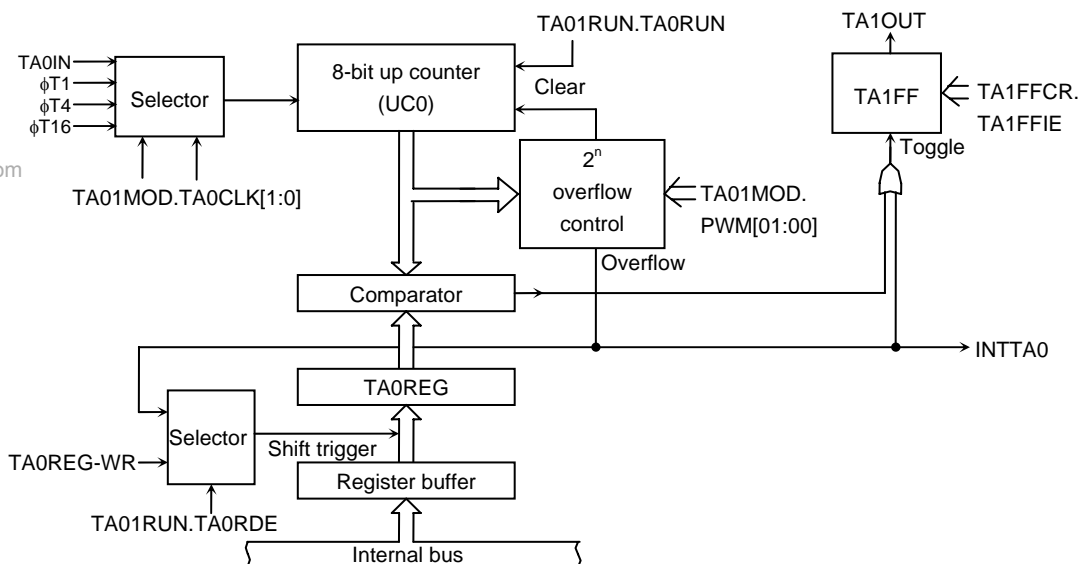 TA01RUN.TA0RUN
TA1OUT
TA0IN
ϕT1
ϕT4
ϕT16
Selector
8-bit up counter
(UC0)
Clear
TA1FF
TA1FFCR.
TA1FFIE
Toggle
om
TA01MOD.TA0CLK[1:0]
2n
overflow
control
TA01MOD.
PWM[01:00]
Overflow
Comparator
INTTA0
TA0REG
Selector
Shift trigger
TA0REG-WR
Register buffer
TA01RUN.TA0RDE
Internal bus